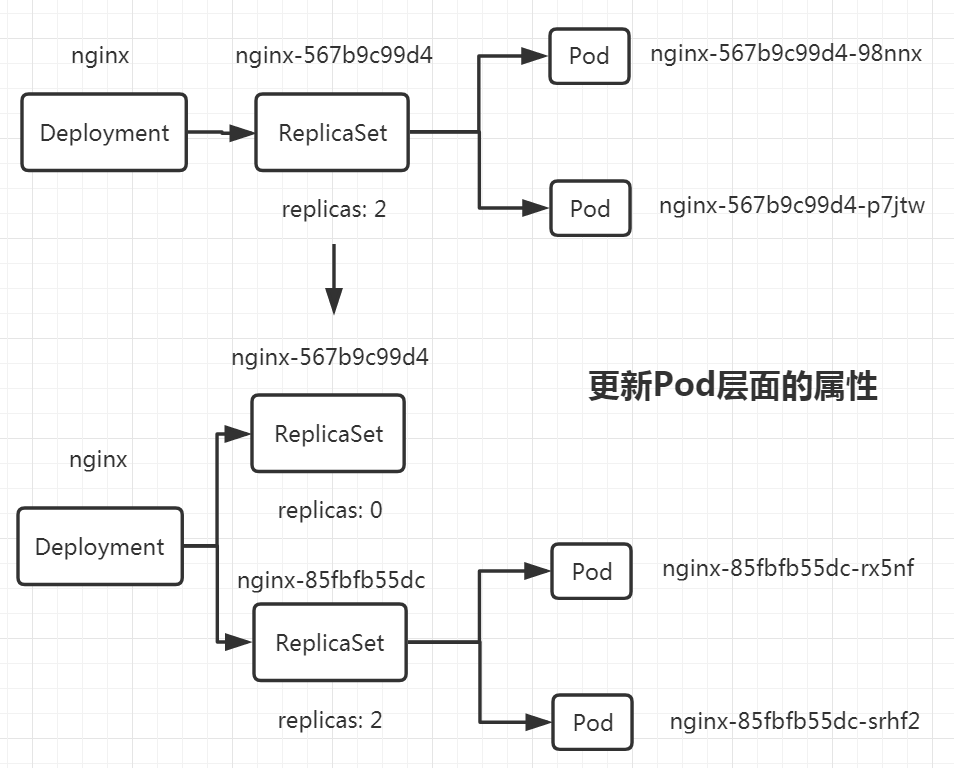 nginx
nginx-567b9c99d4
Pod
nginx-567b9c99d4-98nnx
Deployment
ReplicaSet
replicas: 2
Pod
nginx-567b9c99d4-p7jtw
nginx-567b9c99d4
更新Pod层面的属性
ReplicaSet
nginx
replicas: 0
Deployment
nginx-85fbfb55dc
Pod
nginx-85fbfb55dc-rx5nf
ReplicaSet
replicas: 2
Pod
nginx-85fbfb55dc-srhf2